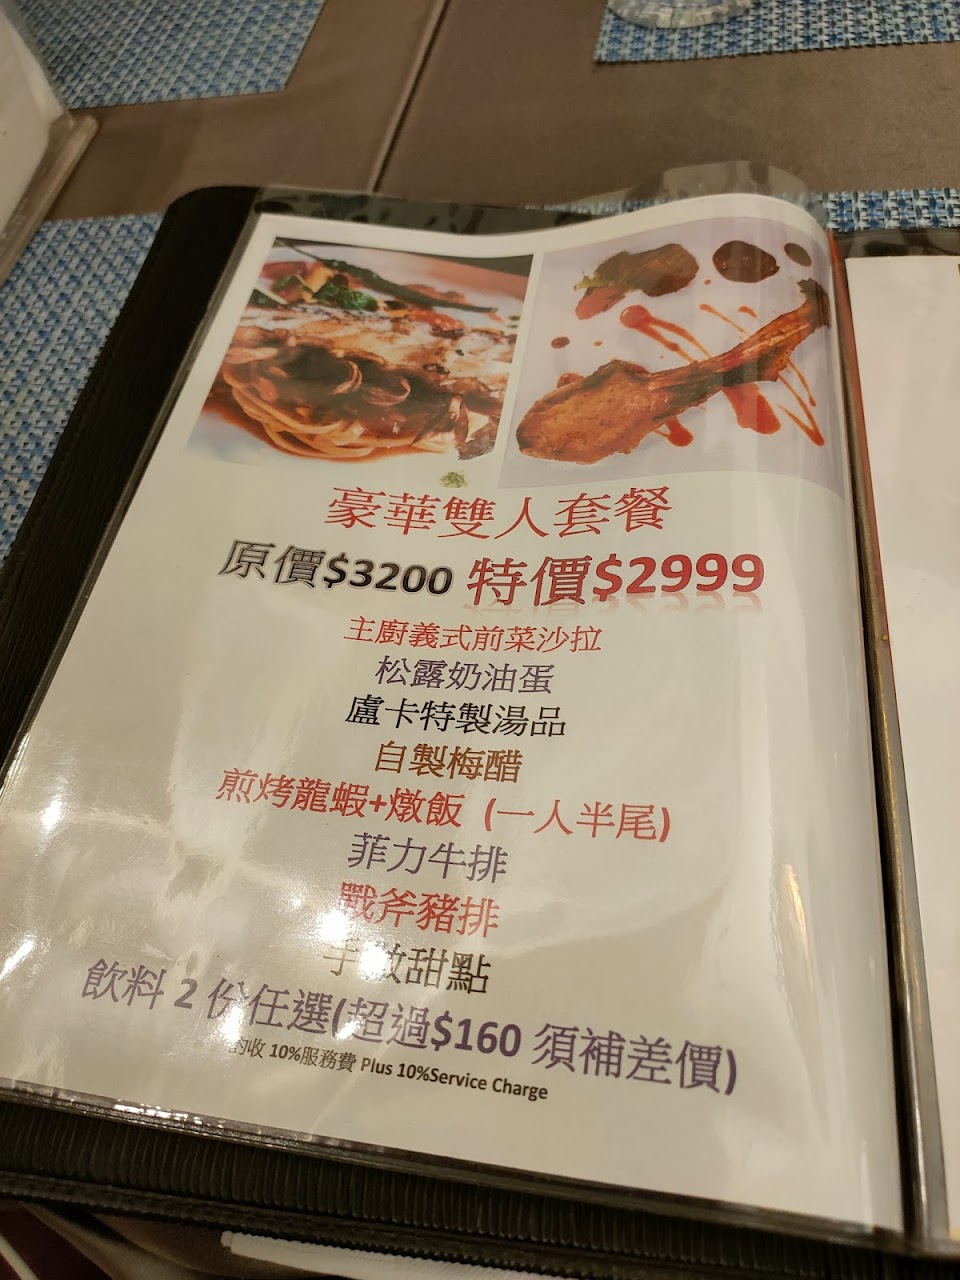 豪華雙人套餐
原價$3200 特價$2999
主廚義式前菜沙拉
松露奶油蛋
盧卡特製湯品
自製梅醋
煎烤龍蝦+燉飯 (一人半尾)
菲力牛排
戰斧豬排
手做甜點
飲料 2 份任選(超過$160 須補差價)
酌收 10%服務費 Plus 10%Service Charge